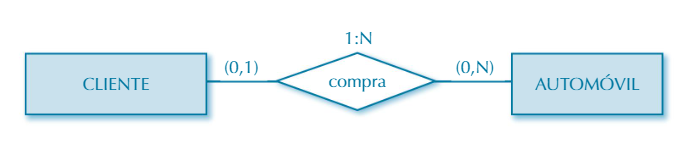 1:N
(0,1)
(0,N)
CLIENTE
compra
AUTOMÓVIL